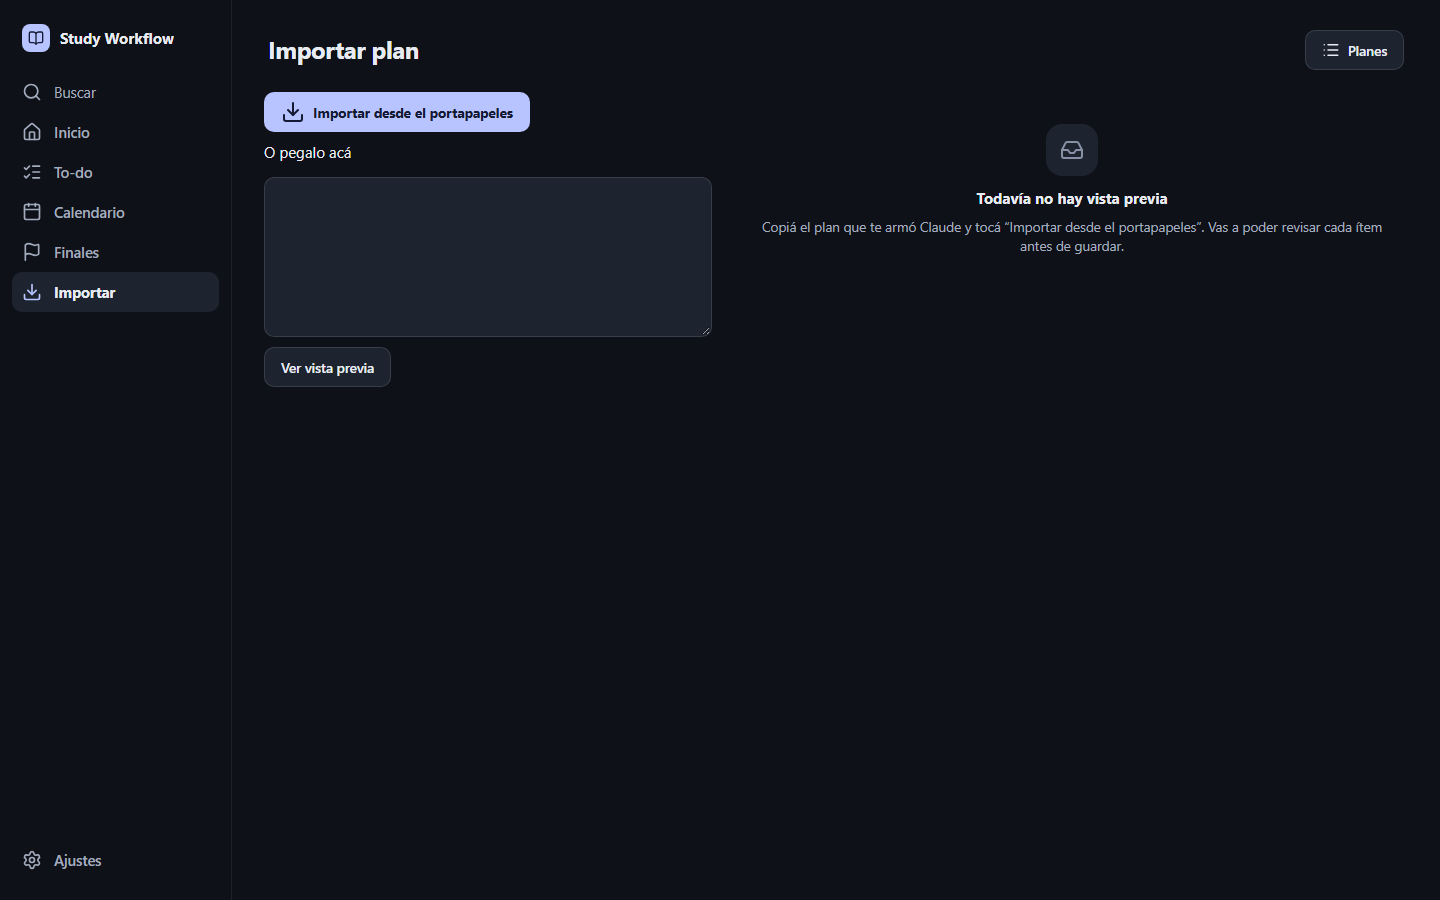 Study Workflow
Buscar
Inicio
To-do
Calendario
Finales
Importar
Ajustes
Importar plan
Planes
Importar desde el portapapeles
O pegalo acá
Ver vista previa
Todavía no hay vista previa
Copiá el plan que te armó Claude y tocá “Importar desde el portapapeles”. Vas a poder revisar cada ítem
antes de guardar.